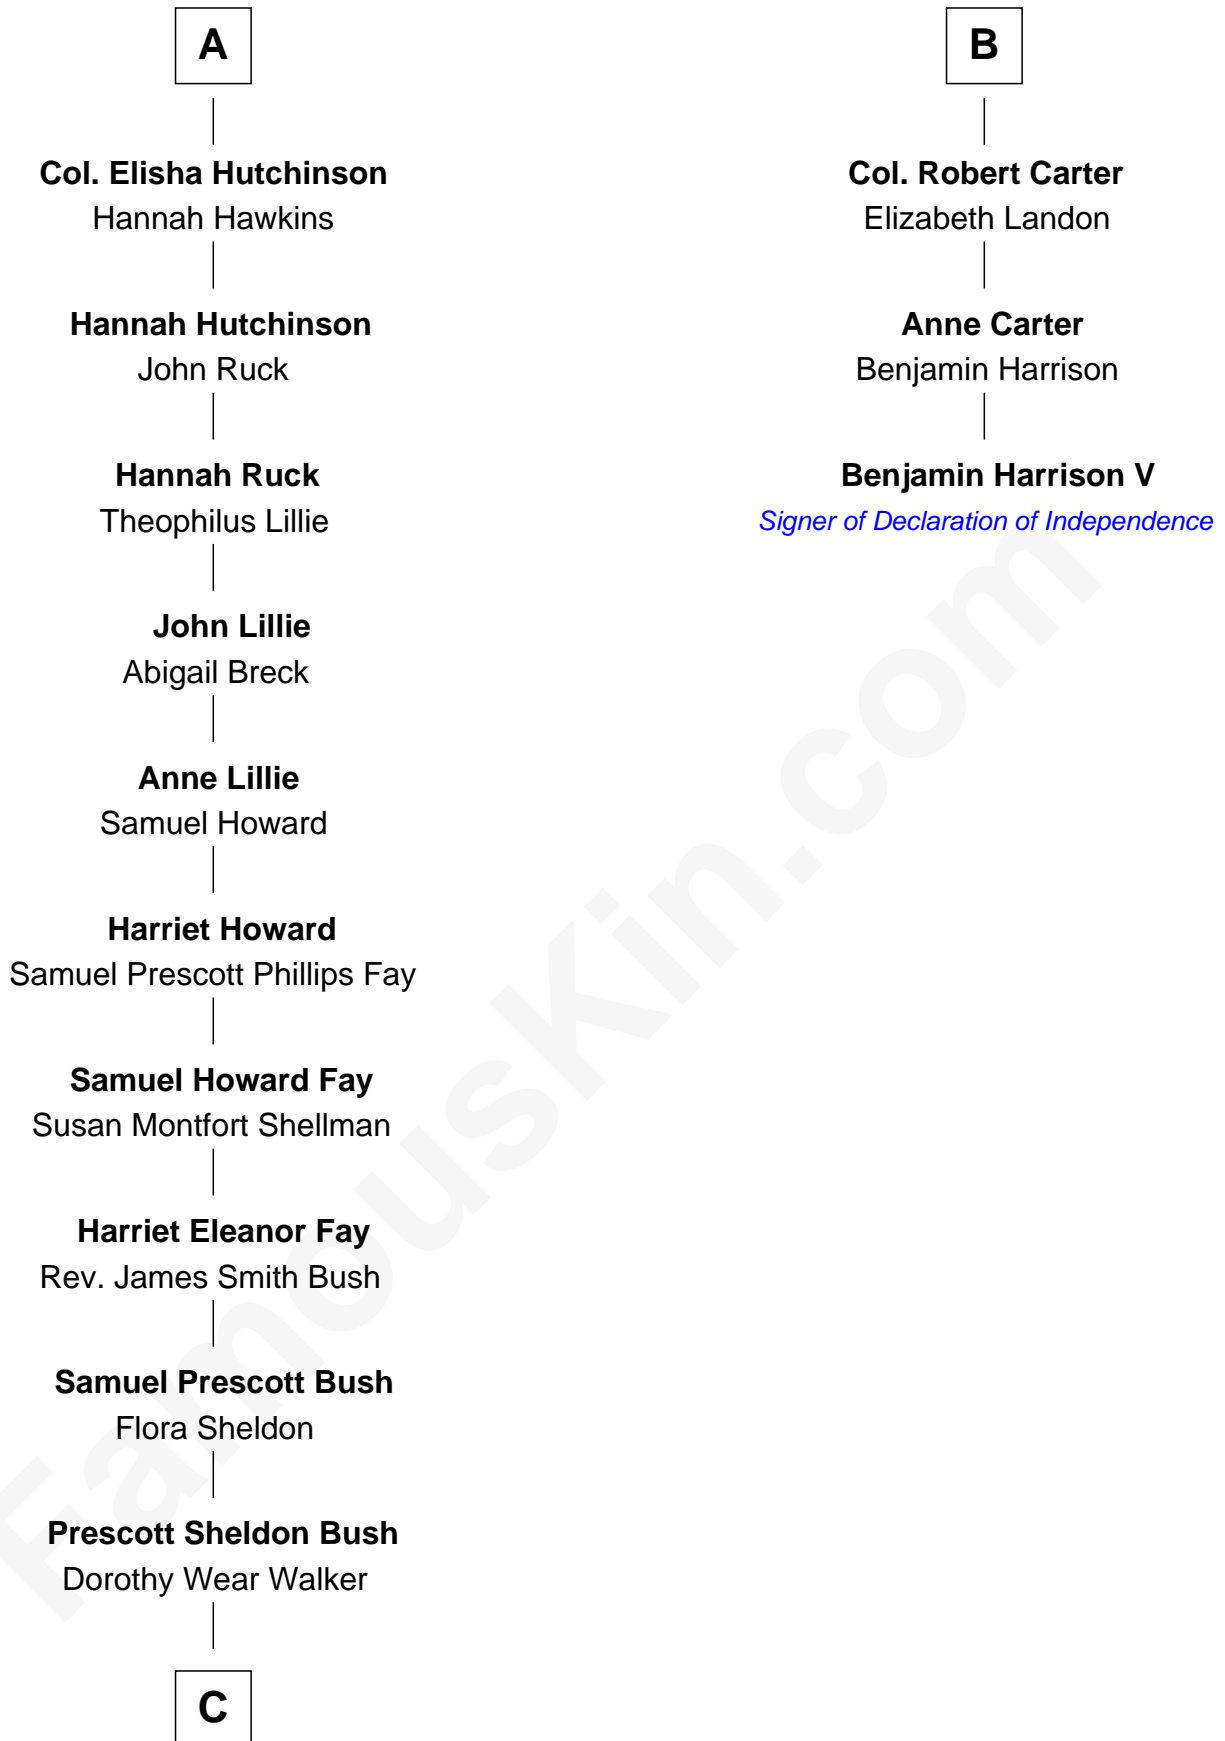 A
Col. Elisha Hutchinson
Hannah Hawkins
Hannah Hutchinson
John Ruck
Hannah Ruck
Theophilus Lillie
John Lillie
Abigail Breck
Anne Lillie
Samuel Howard
Harriet Howard
Samuel Prescott Phillips Fay
Samuel Howard Fay
Susan Montfort Shellman
Harriet Eleanor Fay
Rev. James Smith Bush
Samuel Prescott Bush
Flora Sheldon
Prescott Sheldon Bush
Dorothy Wear Walker
C
B
Col. Robert Carter
Elizabeth Landon
Anne Carter
Benjamin Harrison
Benjamin Harrison V
Signer of Declaration of Independence
FamousKin.com